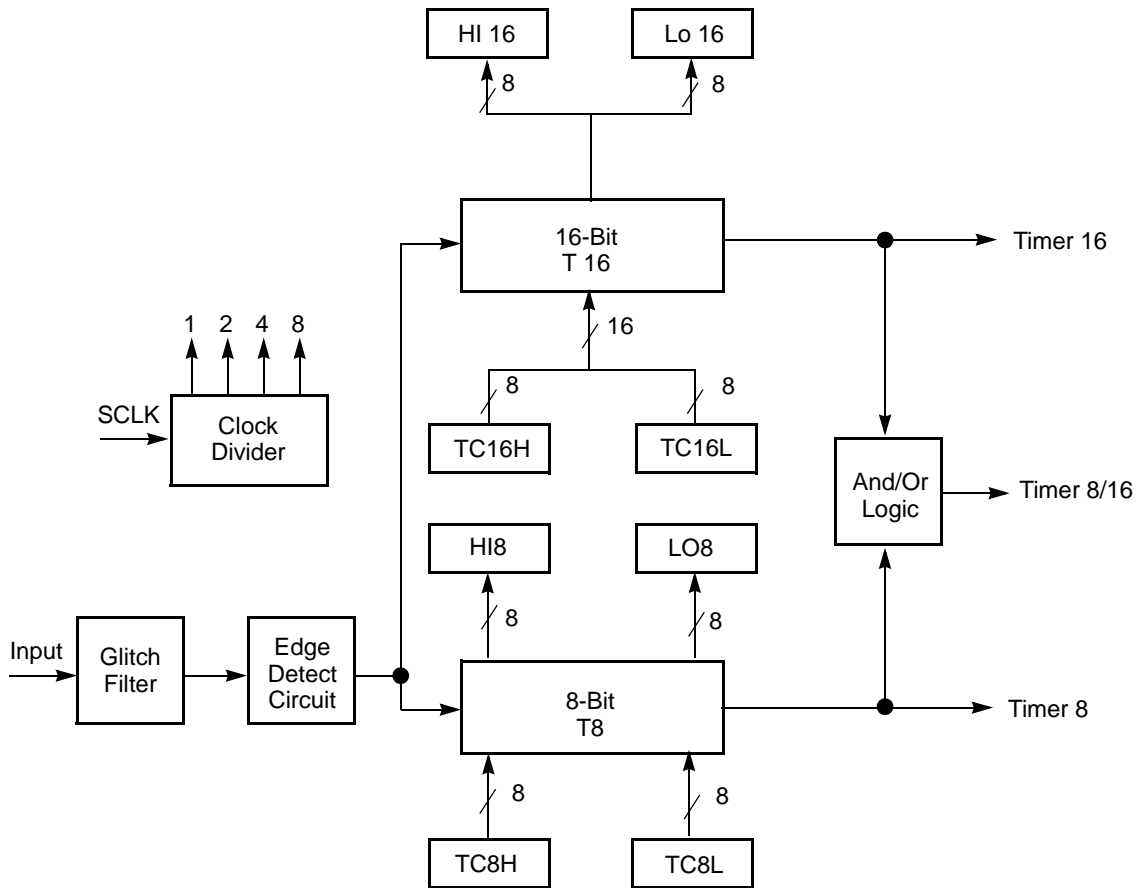 HI 16
Lo 16
8
8
16-Bit
T 16
Timer 16
1
2
4
8
16
8
8
SCLK
Clock
Divider
TC16H
TC16L
And/Or
Logic
Timer 8/16
HI8
LO8
8
8
Input
Glitch
Filter
Edge
Detect
Circuit
8-Bit
T8
Timer 8
8
8
TC8H
TC8L